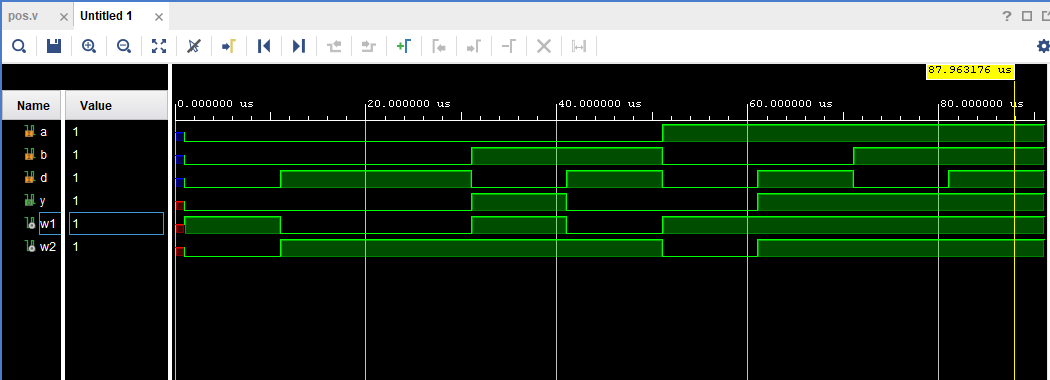 pos.v × Untitled 1 ×
?
87.963176 us
Name Value
0.000000 us 20.000000 us 40.000000 us 60.000000 us 80.000000 us
a 1
b 1
d 1
y 1
w1 1
w2 1